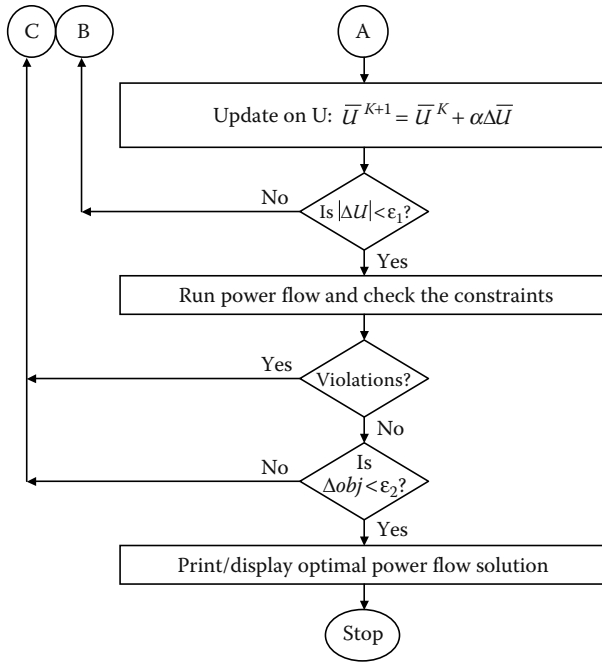 C B A
Update on U: U̅ ᴷ⁺¹ = U̅ ᴷ + αΔU̅
No
Is |ΔU| < ε₁?
Yes
Run power flow and check the constraints
Yes
Violations?
No
No
Is
Δobj < ε₂?
Yes
Print/display optimal power flow solution
Stop